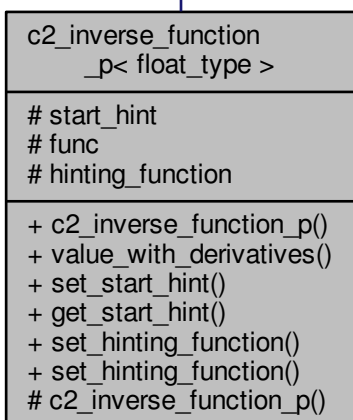 c2_inverse_function
_p< float_type >
# start_hint
# func
# hinting_function
+ c2_inverse_function_p()
+ value_with_derivatives()
+ set_start_hint()
+ get_start_hint()
+ set_hinting_function()
+ set_hinting_function()
# c2_inverse_function_p()